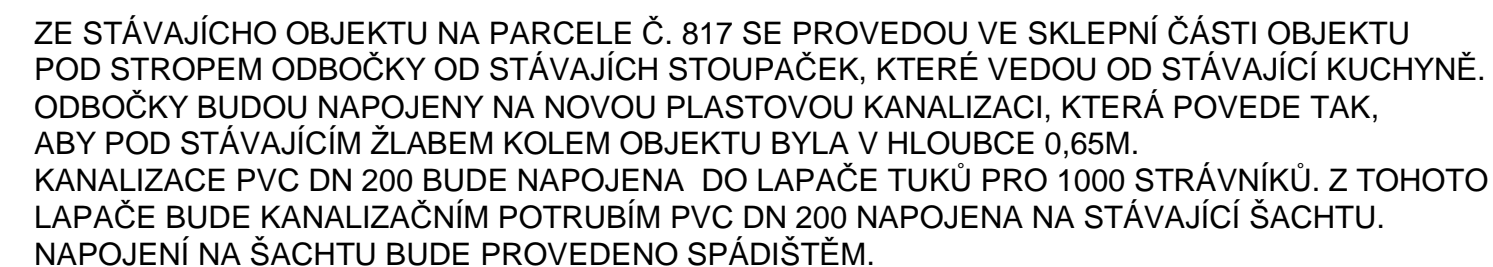 ZE STÁVAJÍCHO OBJEKTU NA PARCELE Č. 817 SE PROVEDOU VE SKLEPNÍ ČÁSTI OBJEKTU
POD STROPEM ODBOČKY OD STÁVAJÍCH STOUPAČEK, KTERÉ VEDOU OD STÁVAJÍCÍ KUCHYNĚ.
ODBOČKY BUDOU NAPOJENY NA NOVOU PLASTOVOU KANALIZACI, KTERÁ POVEDE TAK,
ABY POD STÁVAJÍCÍM ŽLABEM KOLEM OBJEKTU BYLA V HLOUBCE 0,65M.
KANALIZACE PVC DN 200 BUDE NAPOJENA DO LAPAČE TUKŮ PRO 1000 STRÁVNÍKŮ. Z TOHOTO
LAPAČE BUDE KANALIZAČNÍM POTRUBÍM PVC DN 200 NAPOJENA NA STÁVAJÍCÍ ŠACHTU.
NAPOJENÍ NA ŠACHTU BUDE PROVEDENO SPÁDIŠTĚM.